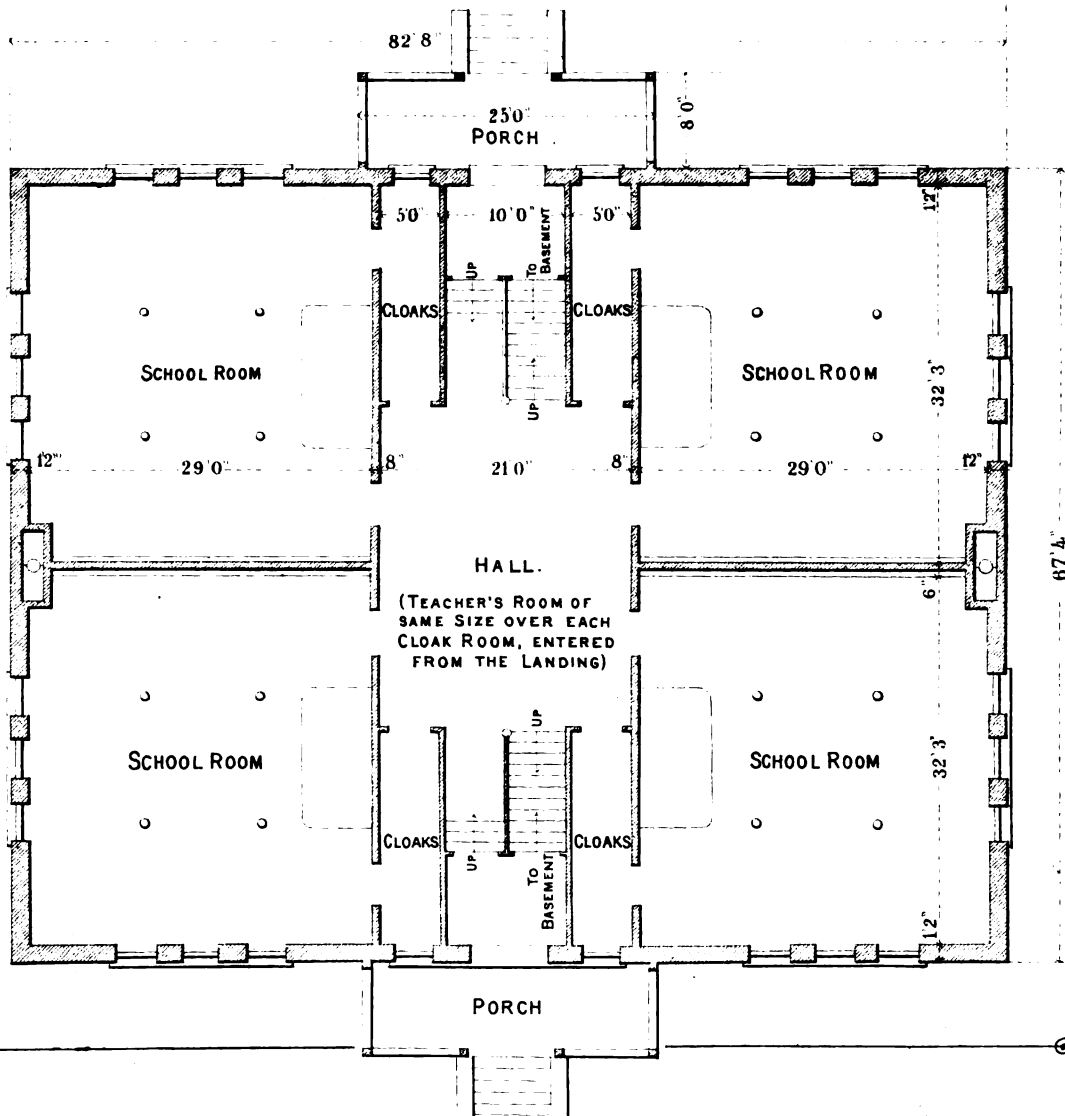 82'8"
25'0"
PORCH.
8'0"
5'0" 10'0" 5'0"
12"
UP
TO BASEMENT
CLOAKS CLOAKS
SCHOOL ROOM SCHOOL ROOM
32'3"
UP
12" 29'0" 8" 21'0" 8" 29'0" 12"
67'4"
HALL.
6"
(TEACHER'S ROOM OF
SAME SIZE OVER EACH
CLOAK ROOM, ENTERED
FROM THE LANDING)
UP
SCHOOL ROOM SCHOOL ROOM
32'3"
CLOAKS CLOAKS
UP
TO
BASEMENT
12"
PORCH